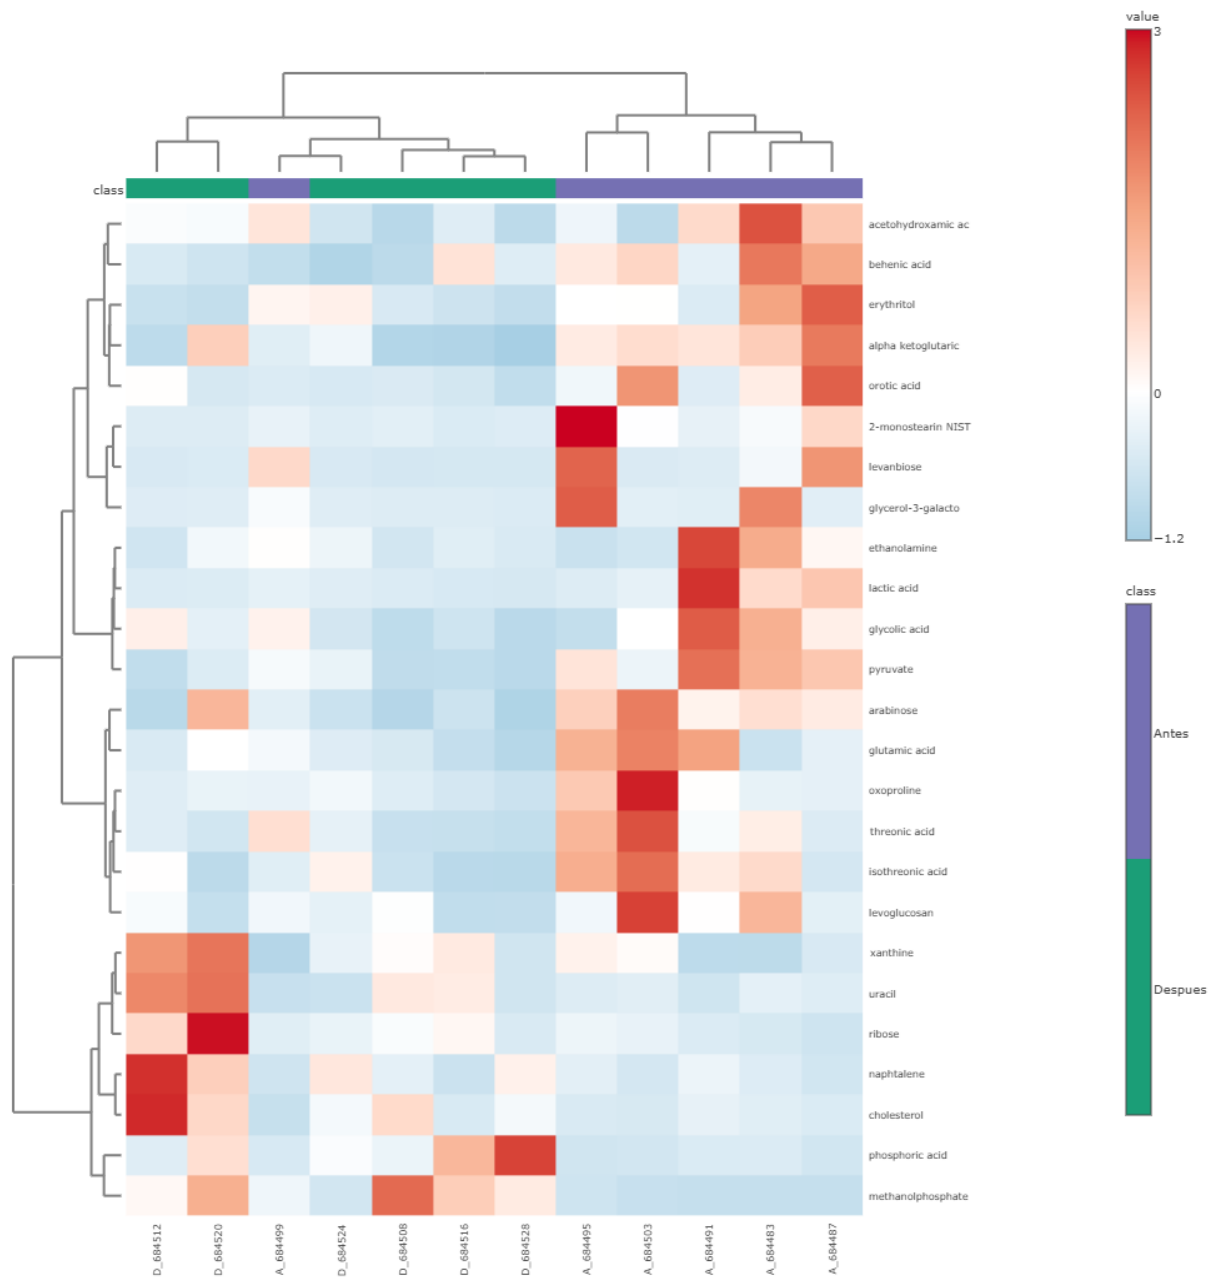 value
3
0
−1.2
class
Antes
Despues
class
acetohydroxamic ac
behenic acid
erythritol
alpha ketoglutaric
orotic acid
2-monostearin NIST
levanbiose
glycerol-3-galacto
ethanolamine
lactic acid
glycolic acid
pyruvate
arabinose
glutamic acid
oxoproline
threonic acid
isothreonic acid
levoglucosan
xanthine
uracil
ribose
naphtalene
cholesterol
phosphoric acid
methanolphosphate
D_684512
D_684520
A_684499
D_684524
D_684508
D_684516
D_684528
A_684495
A_684503
A_684491
A_684483
A_684487